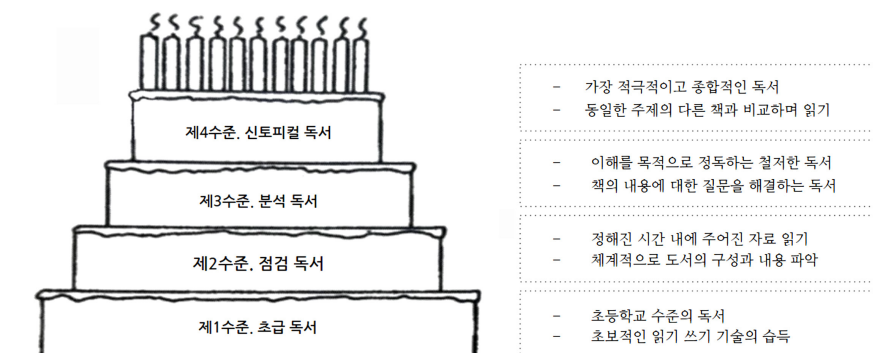 제4수준. 신토피컬 독서
- 가장 적극적이고 종합적인 독서
- 동일한 주제의 다른 책과 비교하며 읽기
제3수준. 분석 독서
- 이해를 목적으로 정독하는 철저한 독서
- 책의 내용에 대한 질문을 해결하는 독서
제2수준. 점검 독서
- 정해진 시간 내에 주어진 자료 읽기
- 체계적으로 도서의 구성과 내용 파악
제1수준. 초급 독서
- 초등학교 수준의 독서
- 초보적인 읽기 쓰기 기술의 습득